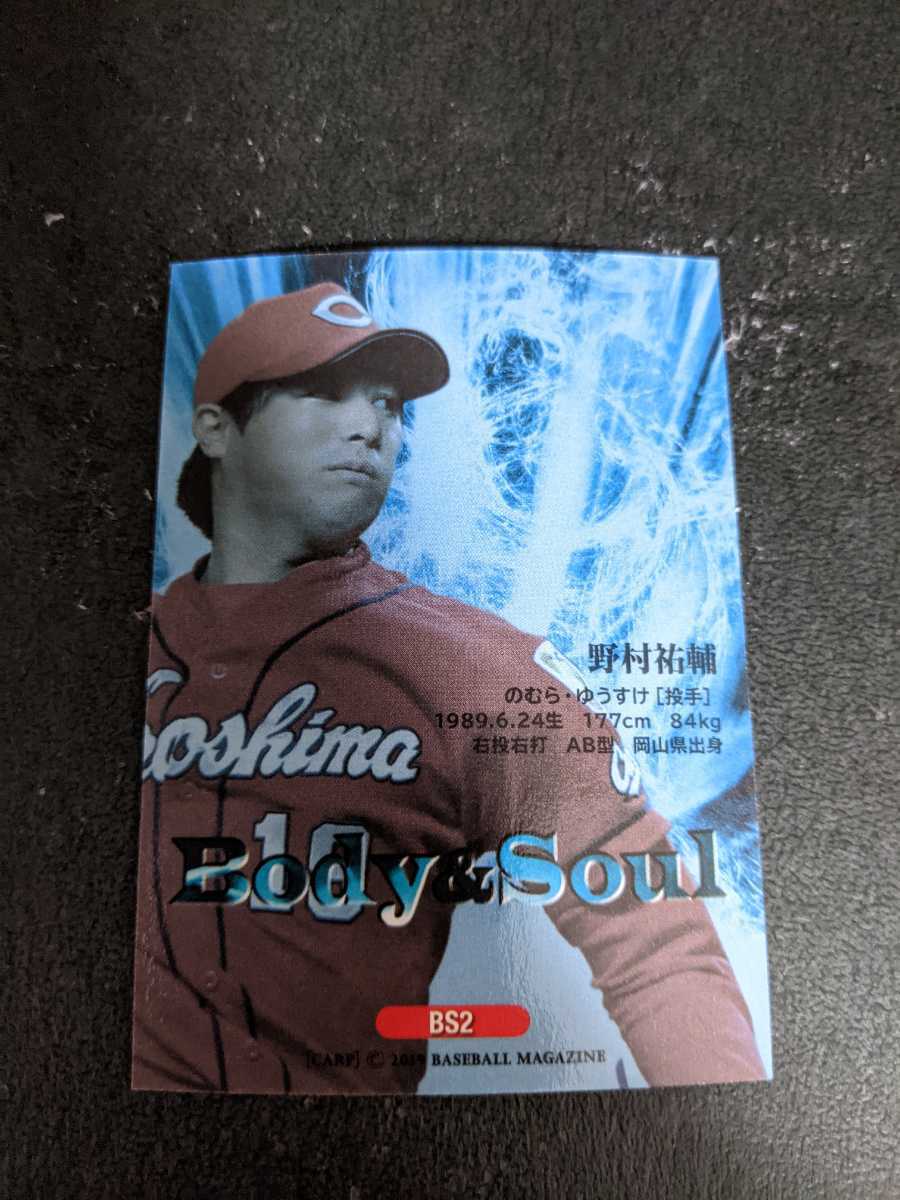 C
野村祐輔
のむら・ゆうすけ [投手]
1989.6.24生 177cm 84kg
右投右打 AB型 岡山県出身
oshima
19
Body&Soul
BS2
[CARP] © 2019 BASEBALL MAGAZINE